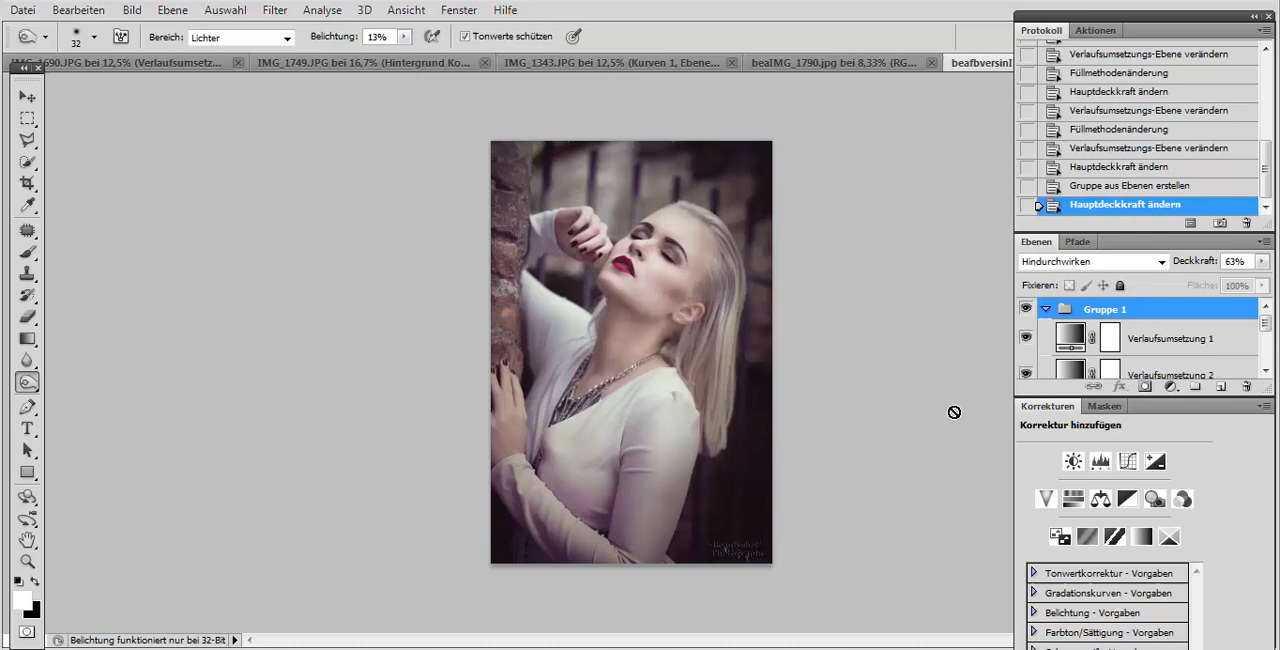 Datei Bearbeiten Bild Ebene Auswahl Filter Analyse 3D Ansicht Fenster Hilfe
32 Bereich: Lichter Belichtung: 13% Tonwerte schützen
IMG_1690.JPG bei 12,5% (Verlaufsumsetz... IMG_1749.JPG bei 33,7% (Hintergrund Ko... IMG_1343.JPG bei 12,5% (Kurven 1, Ebene... beaIMG_1790.jpg bei 8,33% (RG... beafbversinI
Protokoll Aktionen
Verlaufsumsetzungs-Ebene verändern
Füllmethodenänderung
Hauptdeckkraft ändern
Verlaufsumsetzungs-Ebene verändern
Füllmethodenänderung
Verlaufsumsetzungs-Ebene verändern
Hauptdeckkraft ändern
Gruppe aus Ebenen erstellen
Hauptdeckkraft ändern
Ebenen Pfade
Hindurchwirken Deckkraft: 63%
Fixieren: Fläche: 100%
Gruppe 1
Verlaufsumsetzung 1
Verlaufsumsetzung 2
Korrekturen Masken
Korrektur hinzufügen
Tonwertkorrektur - Vorgaben
Gradationskurven - Vorgaben
Belichtung - Vorgaben
Farbton/Sättigung - Vorgaben
Photography
Belichtung funktioniert nur bei 32-Bit